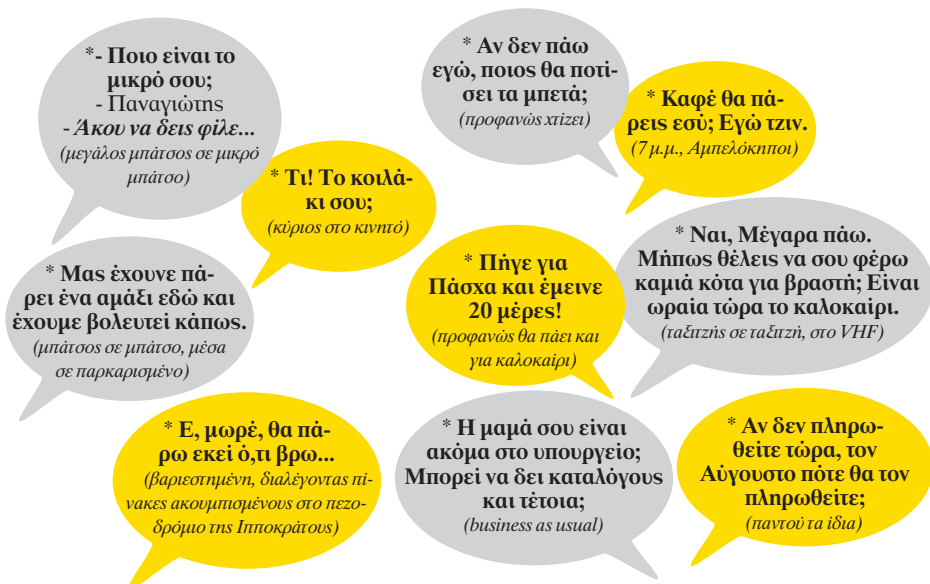 *- Ποιο είναι το
μικρό σου;
- Παναγιώτης
- Άκου να δεις φίλε...
(μεγάλος μπάτσος σε μικρό
μπάτσο)
* Αν δεν πάω
εγώ, ποιος θα ποτί-
σει τα μπετά;
(προφανώς χτίζει)
* Καφέ θα πά-
ρεις εσύ; Εγώ τζιν.
(7 μ.μ., Αμπελόκηποι)
* Τι! Το κοιλά-
κι σου;
(κύριος στο κινητό)
* Μας έχουνε πά-
ρει ένα αμάξι εδώ και
έχουμε βολευτεί κάπως.
(μπάτσος σε μπάτσο, μέσα
σε παρκαρισμένο)
* Πήγε για
Πάσχα και έμεινε
20 μέρες!
(προφανώς θα πάει και
για καλοκαίρι)
* Ναι, Μέγαρα πάω.
Μήπως θέλεις να σου φέρω
καμιά κότα για βραστή; Είναι
ωραία τώρα το καλοκαίρι.
(ταξιτζής σε ταξιτζή, στο VHF)
* Ε, μωρέ, θα πά-
ρω εκεί ό,τι βρω...
(βαριεστημένη, διαλέγοντας πί-
νακες ακουμπισμένους στο πεζο-
δρόμιο της Ιπποκράτους)
* Η μαμά σου είναι
ακόμα στο υπουργείο;
Μπορεί να δει καταλόγους
και τέτοια;
(business as usual)
* Αν δεν πληρω-
θείτε τώρα, τον
Αύγουστο πότε θα τον
πληρωθείτε;
(παντού τα ίδια)